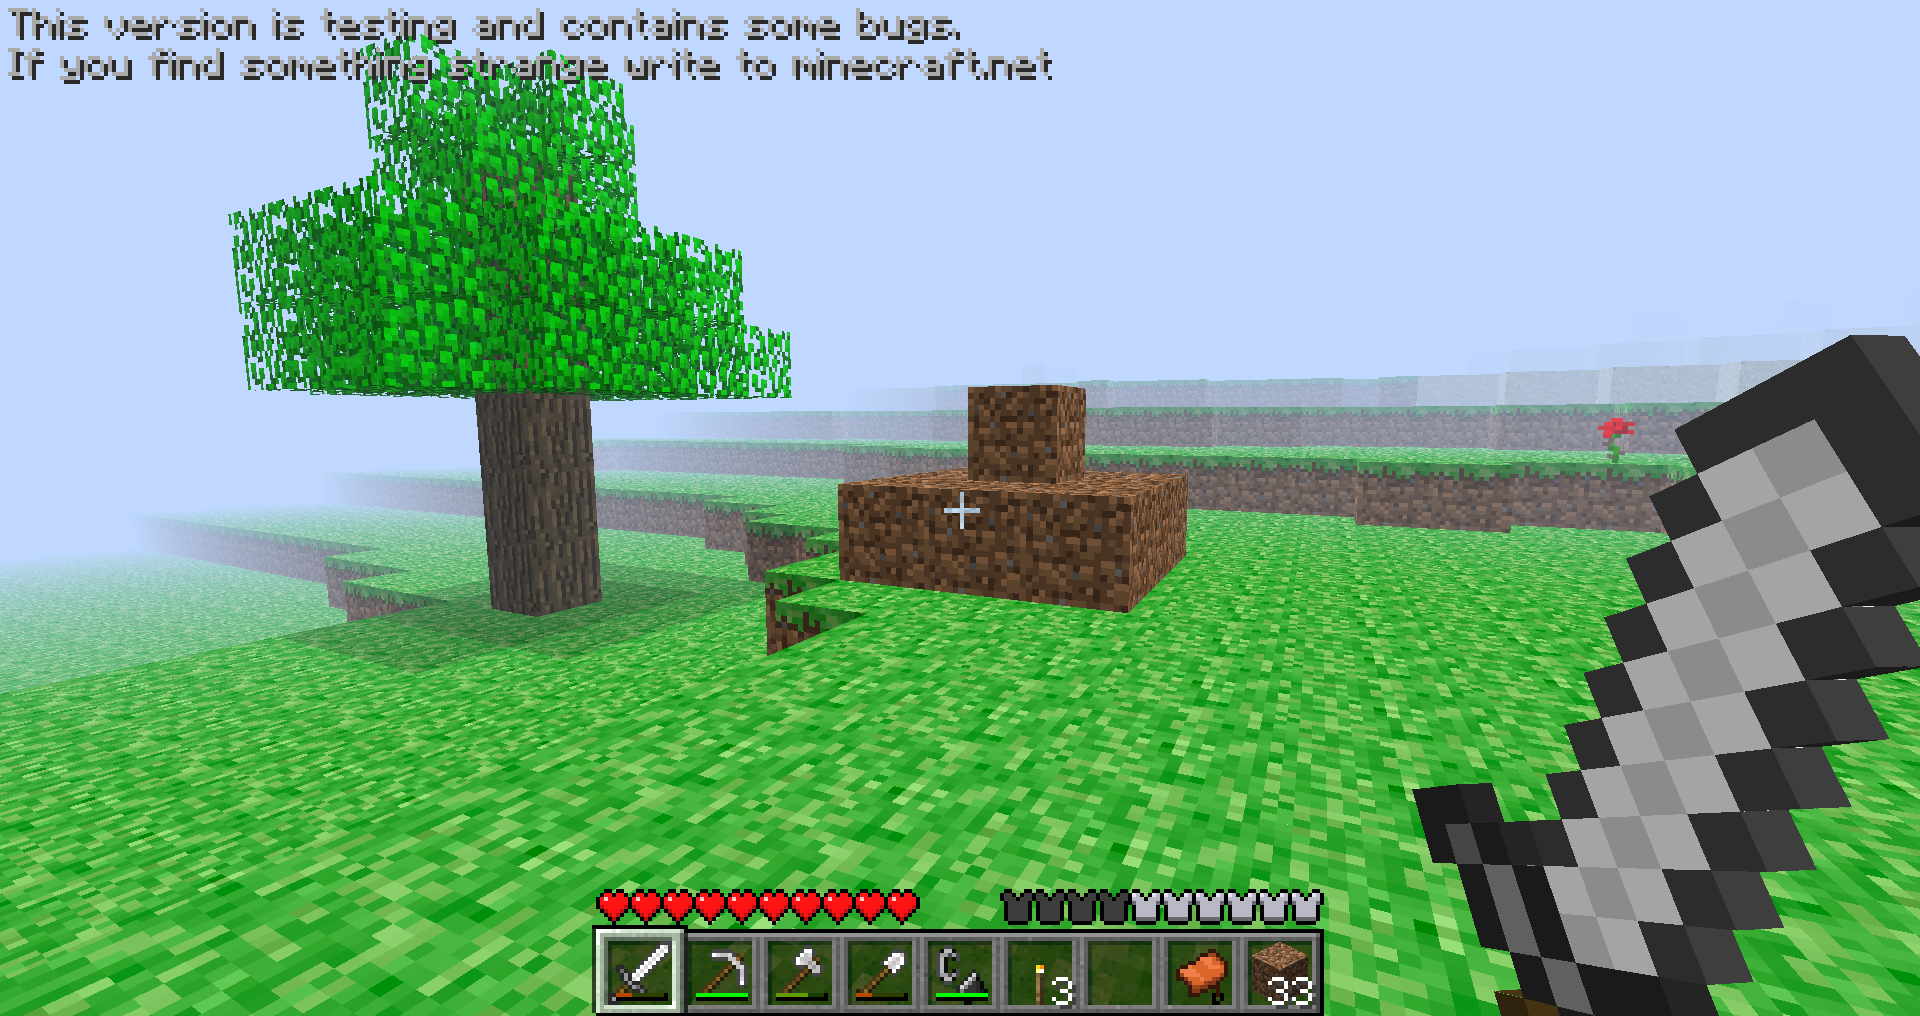 This version is testing and contains some bugs.
If you find something strange write to minecraft.net
3
33